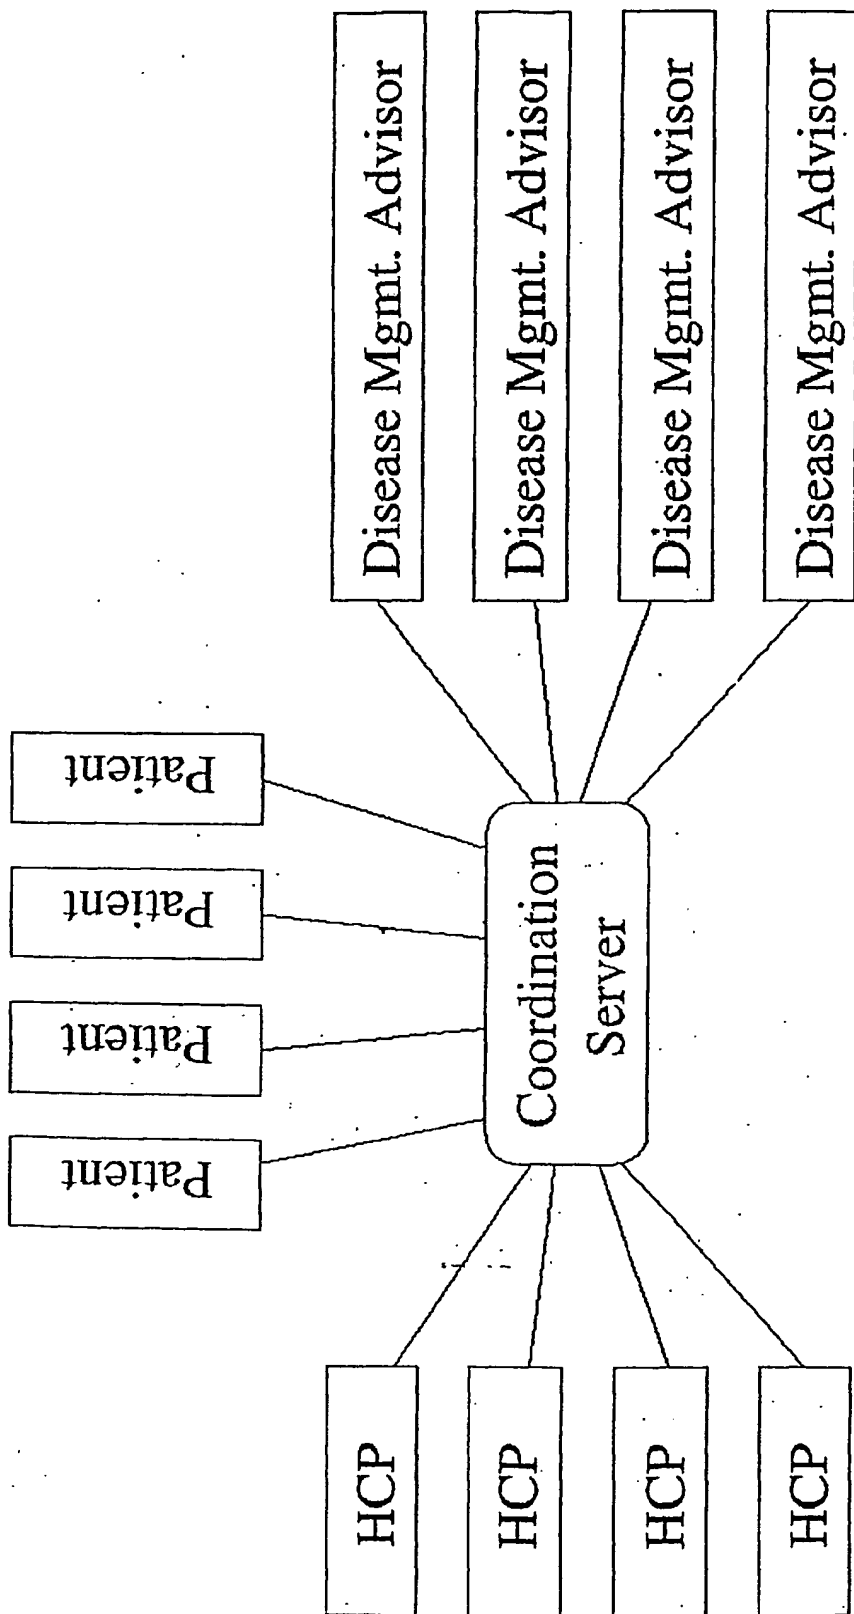 Patient
Patient
Patient
Patient
HCP
HCP
HCP
HCP
Coordination
Server
Disease Mgmt. Advisor
Disease Mgmt. Advisor
Disease Mgmt. Advisor
Disease Mgmt. Advisor